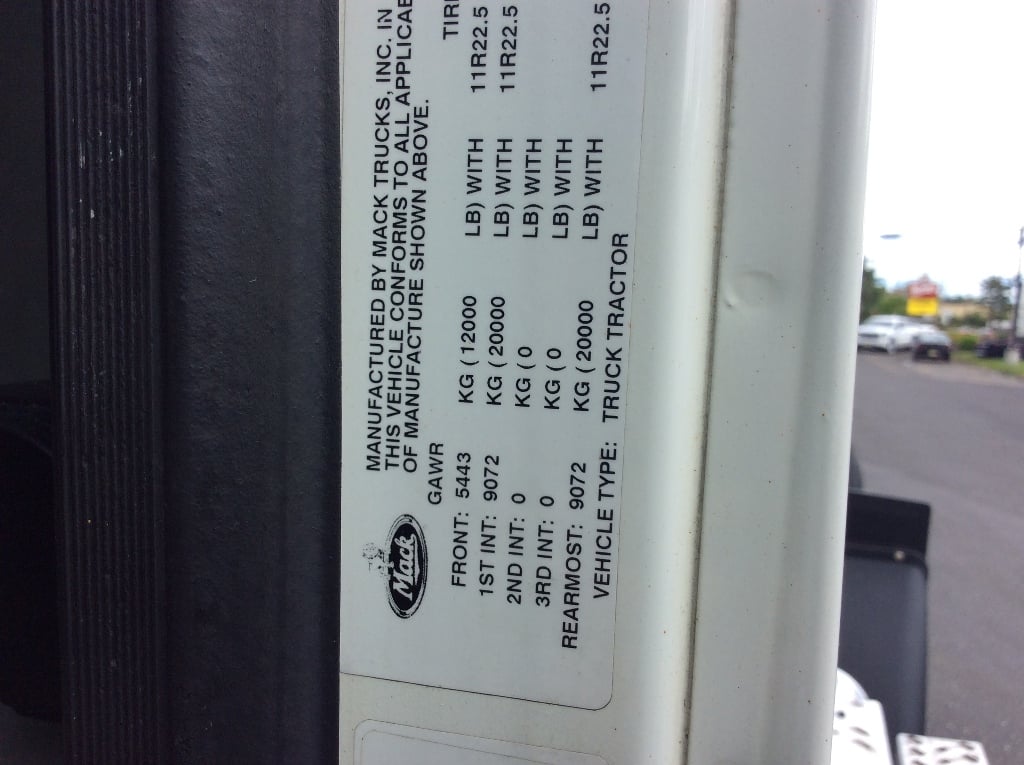 MANUFACTURED BY MACK TRUCKS, INC. IN
THIS VEHICLE CONFORMS TO ALL APPLICAB
OF MANUFACTURE SHOWN ABOVE.
Mack
GAWR TIR
FRONT: 5443 KG ( 12000 LB) WITH 11R22.5
1ST INT: 9072 KG ( 20000 LB) WITH 11R22.5
2ND INT: 0 KG ( 0 LB) WITH
3RD INT: 0 KG ( 0 LB) WITH
REARMOST: 9072 KG ( 20000 LB) WITH 11R22.5
VEHICLE TYPE: TRUCK TRACTOR